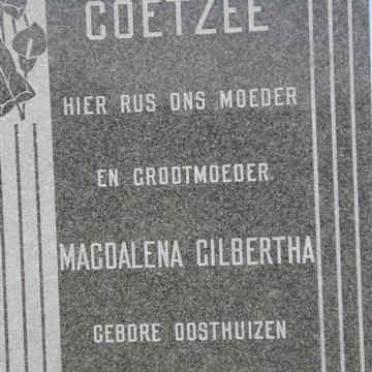 COETZEE
HIER RUS ONS MOEDER
EN GROOTMOEDER.
MAGDALENA GILBERTHA
GEBORE OOSTHUIZEN